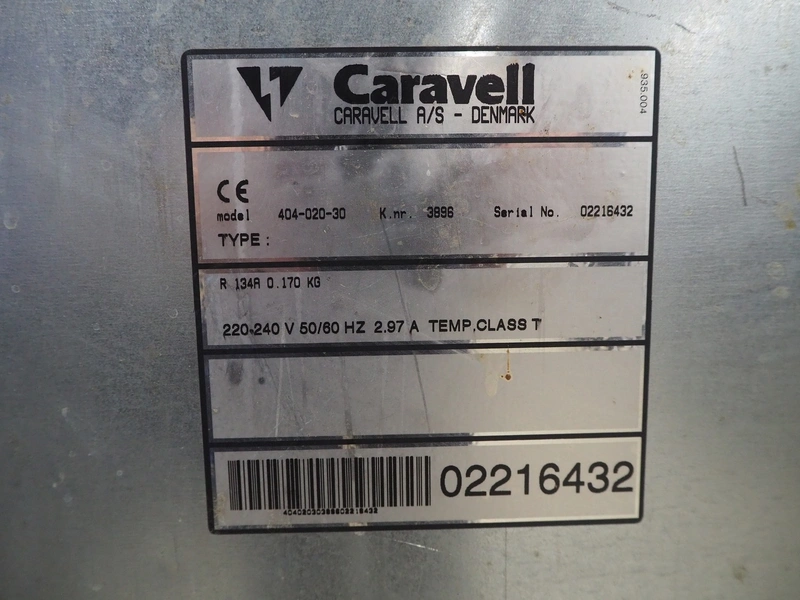 Caravell
CARAVELL A/S - DENMARK
935.004
CE
model 404-020-30 K.nr. 3896 Serial No. 02216432
TYPE :
R 134A 0.170 KG
220-240 V 50/60 HZ 2.97 A TEMP.CLASS T
02216432